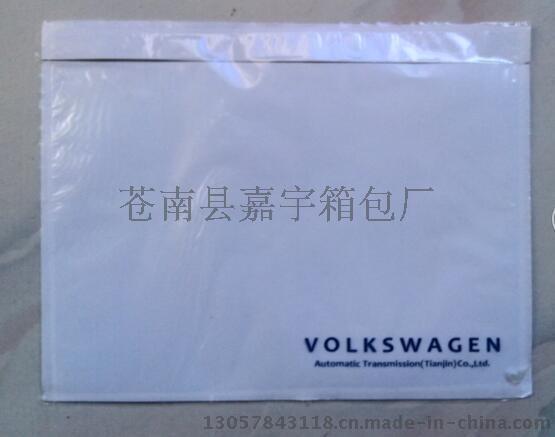 苍南县嘉宇箱包厂
VOLKSWAGEN
Automatic Transmission(Tianjin)Co.,Ltd.
13057843118.cn.made-in-china.com